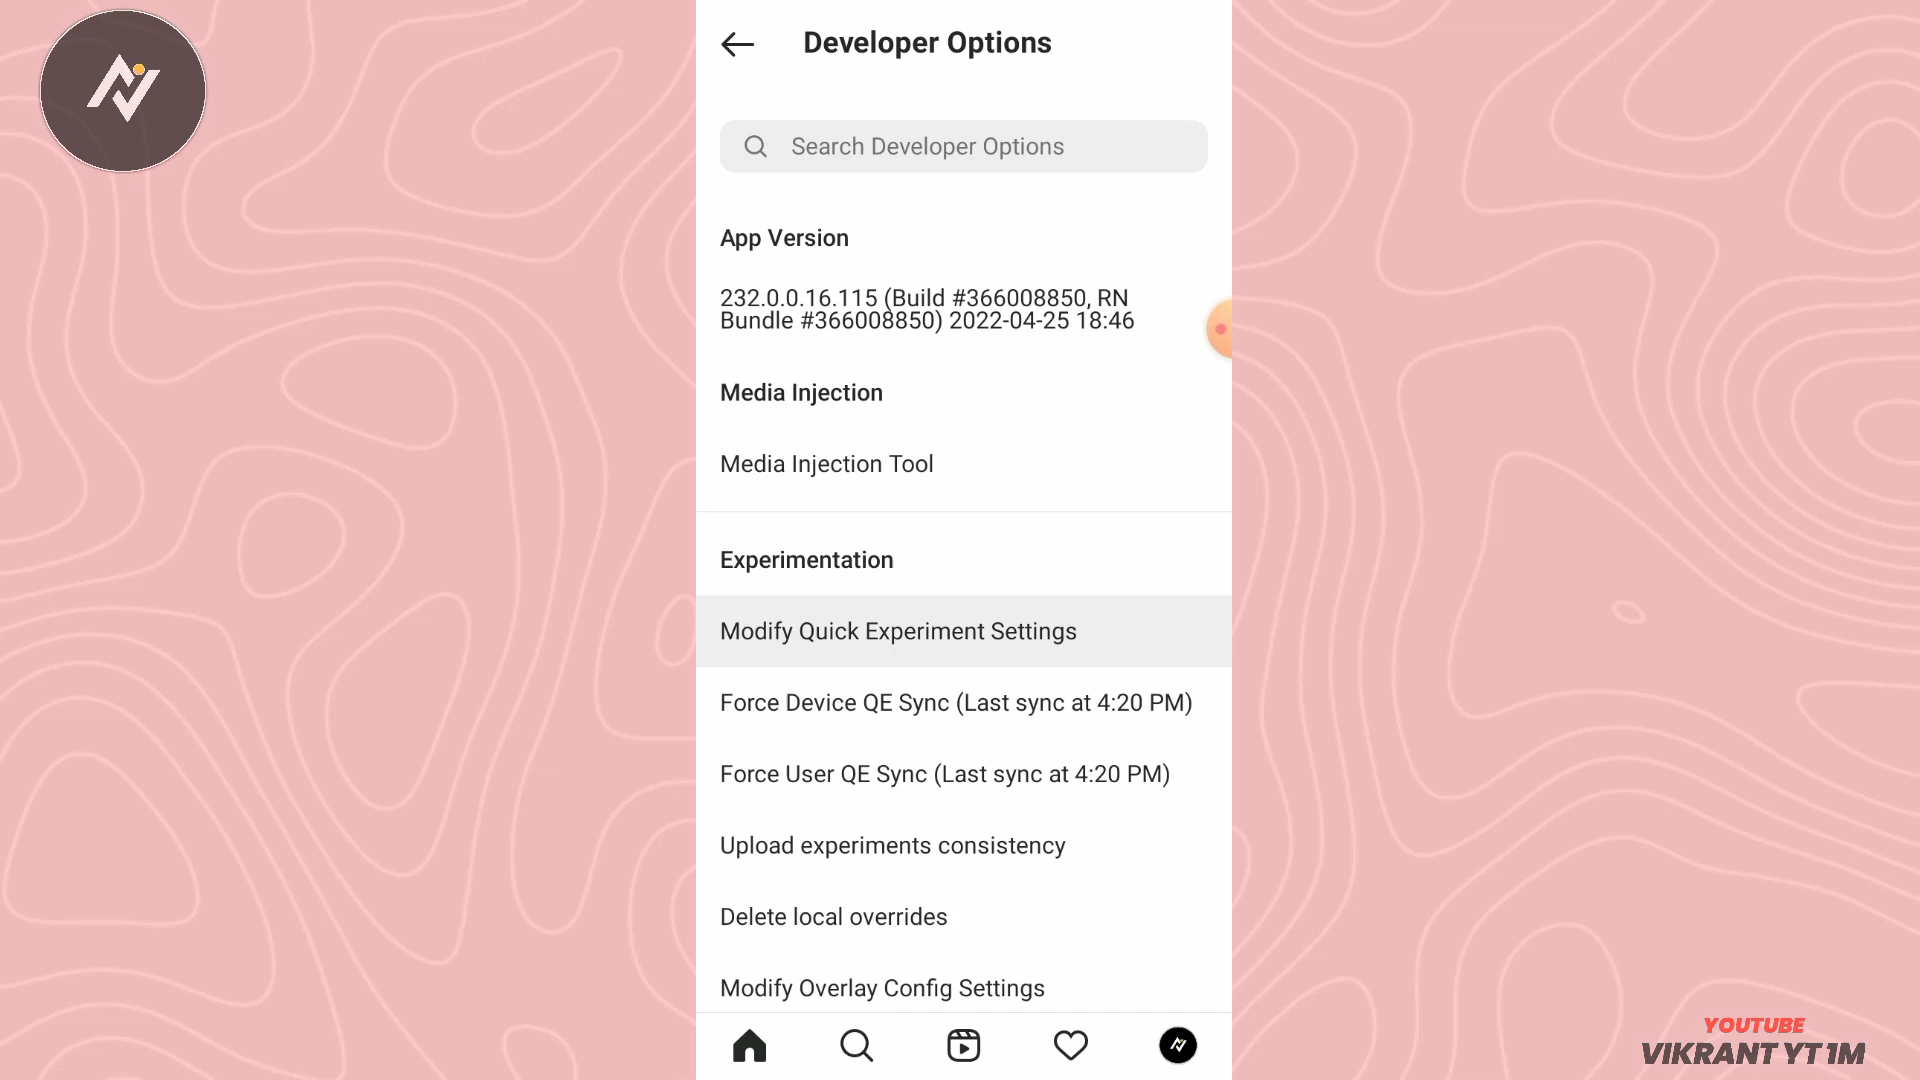 Developer Options
Search Developer Options
App Version
232.0.0.16.115 (Build #366008850, RN
Bundle #366008850) 2022-04-25 18:46
Media Injection
Media Injection Tool
Experimentation
Modify Quick Experiment Settings
Force Device QE Sync (Last sync at 4:20 PM)
Force User QE Sync (Last sync at 4:20 PM)
Upload experiments consistency
Delete local overrides
Modify Overlay Config Settings
YOUTUBE
VIKRANT YT 1M